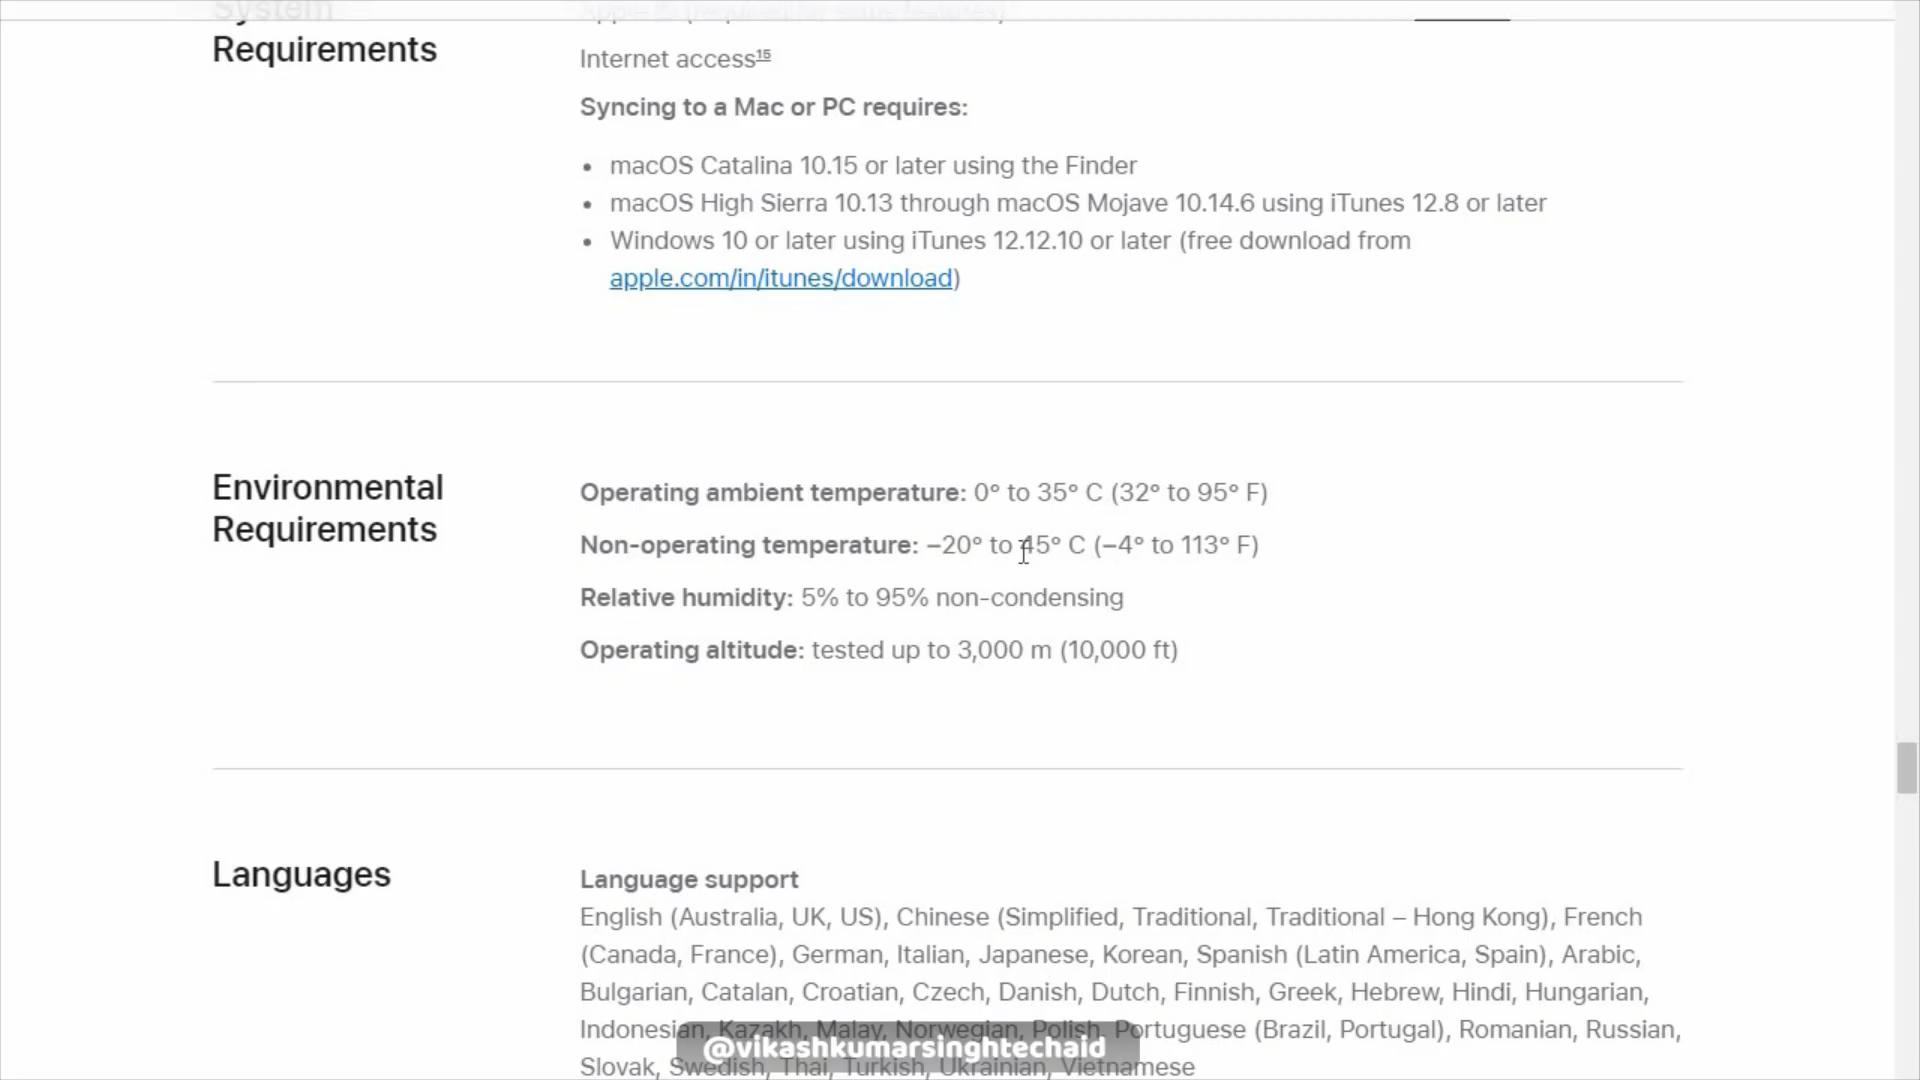 System
Requirements
Internet access15
Syncing to a Mac or PC requires:
• macOS Catalina 10.15 or later using the Finder
• macOS High Sierra 10.13 through macOS Mojave 10.14.6 using iTunes 12.8 or later
• Windows 10 or later using iTunes 12.12.10 or later (free download from
apple.com/in/itunes/download)
Environmental
Requirements
Operating ambient temperature: 0° to 35° C (32° to 95° F)
Non-operating temperature: –20° to 45° C (–4° to 113° F)
Relative humidity: 5% to 95% non-condensing
Operating altitude: tested up to 3,000 m (10,000 ft)
Languages
Language support
English (Australia, UK, US), Chinese (Simplified, Traditional, Traditional – Hong Kong), French
(Canada, France), German, Italian, Japanese, Korean, Spanish (Latin America, Spain), Arabic,
Bulgarian, Catalan, Croatian, Czech, Danish, Dutch, Finnish, Greek, Hebrew, Hindi, Hungarian,
Indonesian, Kazakh, Malay, Norwegian, Polish, Portuguese (Brazil, Portugal), Romanian, Russian,
Slovak, Swedish, Thai, Turkish, Ukrainian, Vietnamese
@vikashkumarsinghtechaid